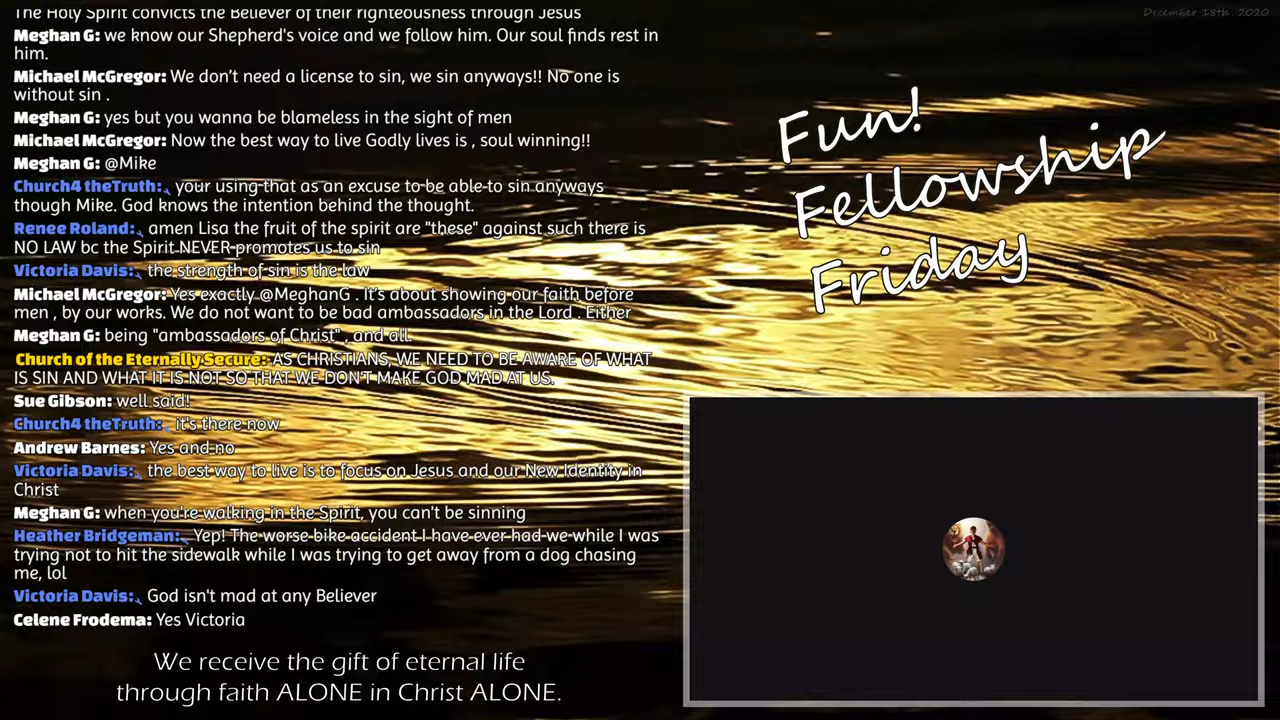 The Holy Spirit convicts the Believer of their righteousness through Jesus
Meghan G: we know our Shepherd's voice and we follow him. Our soul finds rest in
him.
Michael McGregor: We don't need a license to sin, we sin anyways!! No one is
without sin .
Meghan G: yes but you wanna be blameless in the sight of men
Michael McGregor: Now the best way to live Godly lives is , soul winning!!
Meghan G: @Mike
Church4 theTruth: your using that as an excuse to be able to sin anyways
though Mike. God knows the intention behind the thought.
Renee Roland: amen Lisa the fruit of the spirit are "these" against such there is
NO LAW bc the Spirit NEVER promotes us to sin
Victoria Davis: the strength of sin is the law
Michael McGregor: Yes exactly @MeghanG . It's about showing our faith before
men , by our works. We do not want to be bad ambassadors in the Lord . Either
Meghan G: being "ambassadors of Christ" , and all.
Church of the Eternally Secure: AS CHRISTIANS, WE NEED TO BE AWARE OF WHAT
IS SIN AND WHAT IT IS NOT SO THAT WE DON'T MAKE GOD MAD AT US.
Sue Gibson: well said!
Church4 theTruth: it's there now
Andrew Barnes: Yes and no
Victoria Davis: the best way to live is to focus on Jesus and our New Identity in
Christ
Meghan G: when you're walking in the Spirit, you can't be sinning
Heather Bridgeman: Yep! The worse bike accident I have ever had we while I was
trying not to hit the sidewalk while I was trying to get away from a dog chasing
me, lol
Victoria Davis: God isn't mad at any Believer
Celene Frodema: Yes Victoria
We receive the gift of eternal life
through faith ALONE in Christ ALONE.
December 18th, 2020
Fun!
Fellowship
Friday